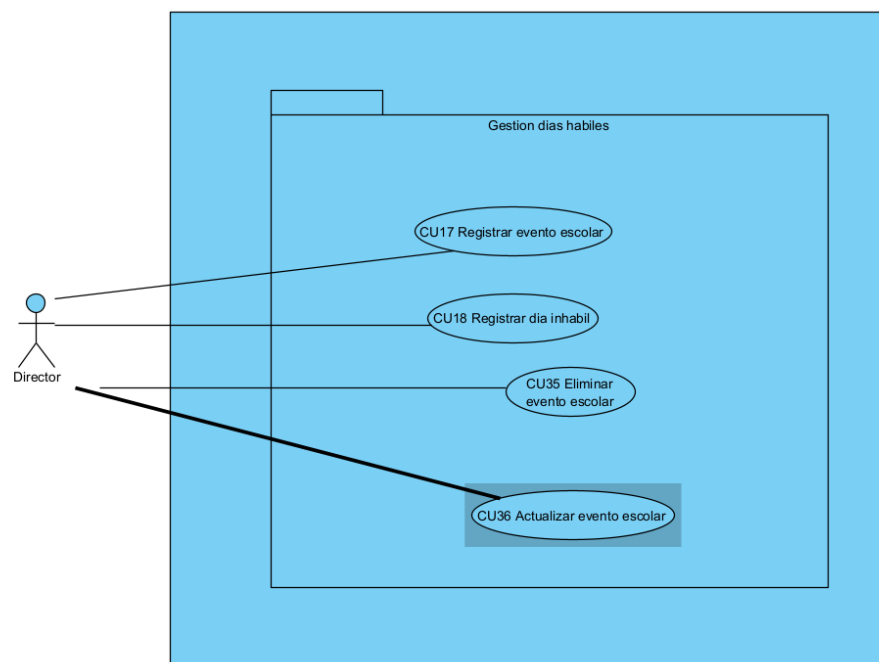 Gestion dias habiles
CU17 Registrar evento escolar
CU18 Registrar dia inhabil
Director
CU35 Eliminar
evento escolar
CU36 Actualizar evento escolar